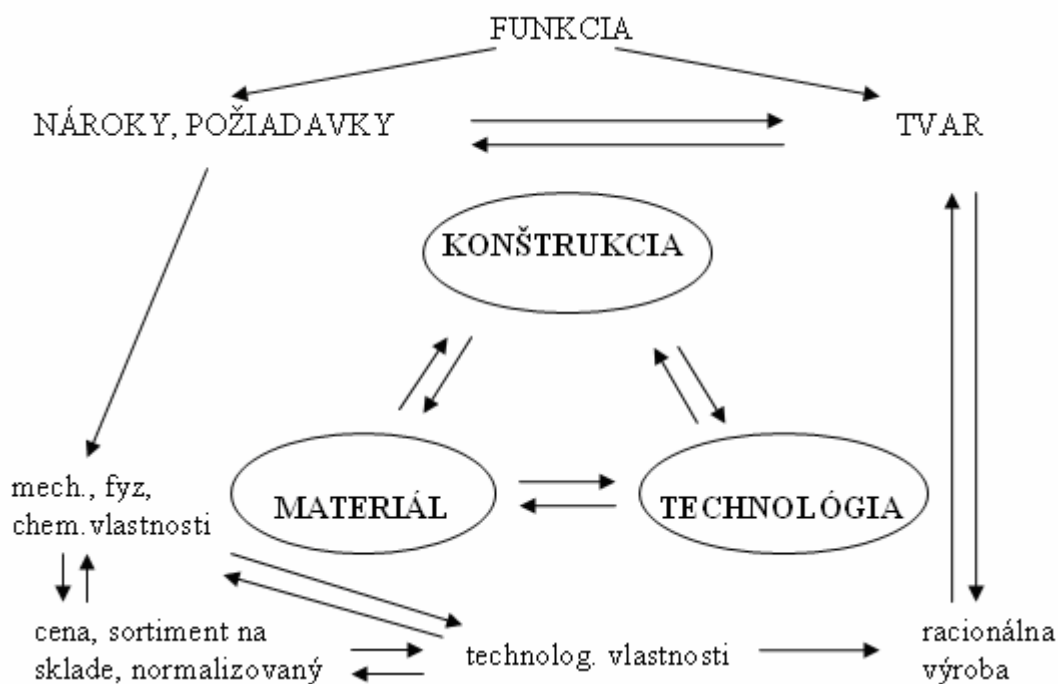 FUNKCIA
NÁROKY, POŽIADAVKY
TVAR
KONŠTRUKCIA
mech., fyz,
chem. vlastnosti
MATERIÁL
TECHNOLÓGIA
cena, sortiment na
sklade, normalizovaný
technolog. vlastnosti
racionálna
výroba